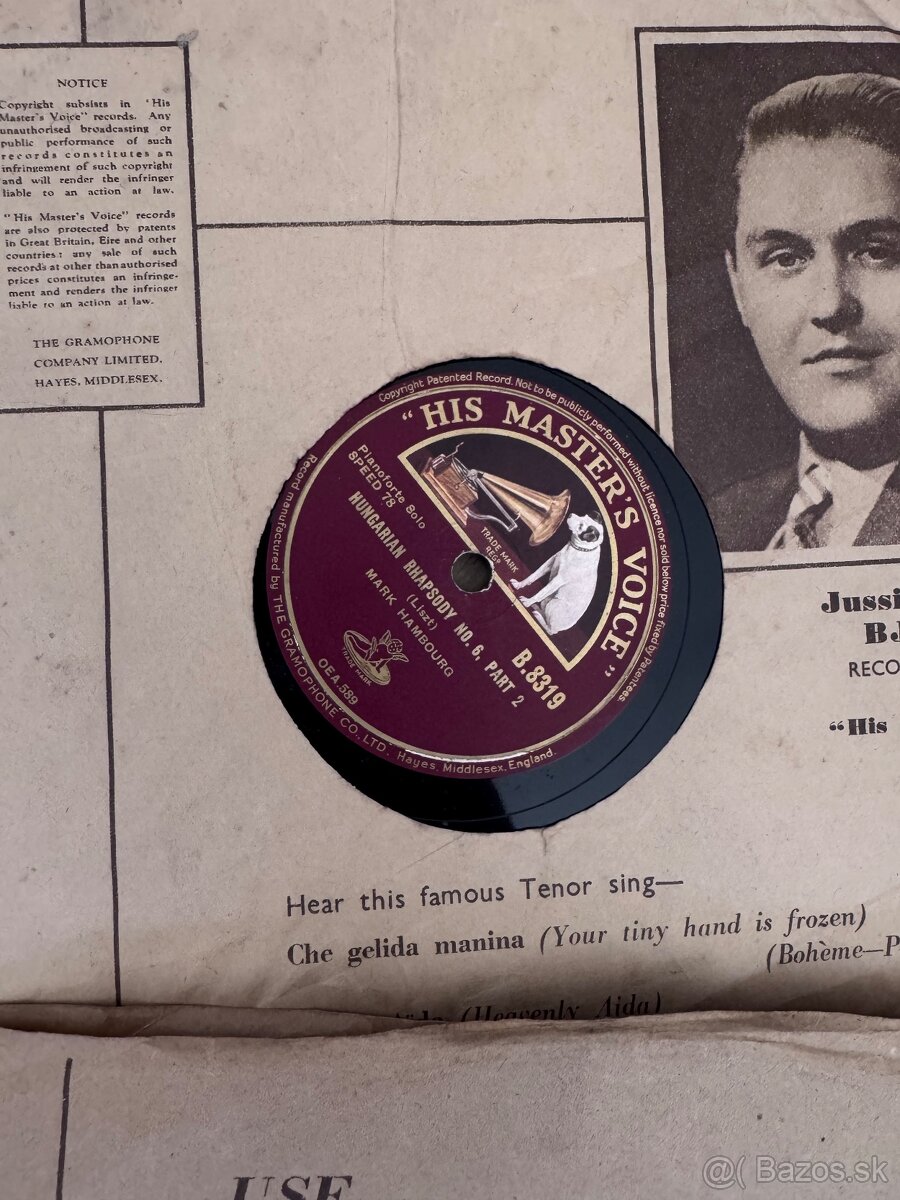 NOTICE
Copyright subsists in 'His
Master's Voice" records. Any
unauthorised broadcasting or
public performance of such
records constitutes an
infringement of such copyright
and will render the infringer
liable to an action at law.
"His Master's Voice" records
are also protected by patents
in Great Britain, Eire and other
countries: any sale of such
records at other than authorised
prices constitutes an infringe-
ment and renders the infringer
liable to an action at law.
THE GRAMOPHONE
COMPANY LIMITED,
HAYES, MIDDLESEX.
Copyright Patented Record. Not to be publicly performed without licence nor sold below price fixed by Patentees.
"HIS MASTER'S VOICE"
TRADE MARK
REGD
Pianoforte Solo
SPEED 78
B.8319
HUNGARIAN RHAPSODY NO. 6, PART 2
(Liszt)
MARK HAMBOURG
TRADE MARK
OEA.589
Record manufactured by THE GRAMOPHONE CO., LTD. Hayes, Middlesex, England.
Jussi
BJ
RECO
"His
Hear this famous Tenor sing—
Che gelida manina (Your tiny hand is frozen)
(Bohème—P
(Heavenly Aida)
USE
@( Bazos.sk